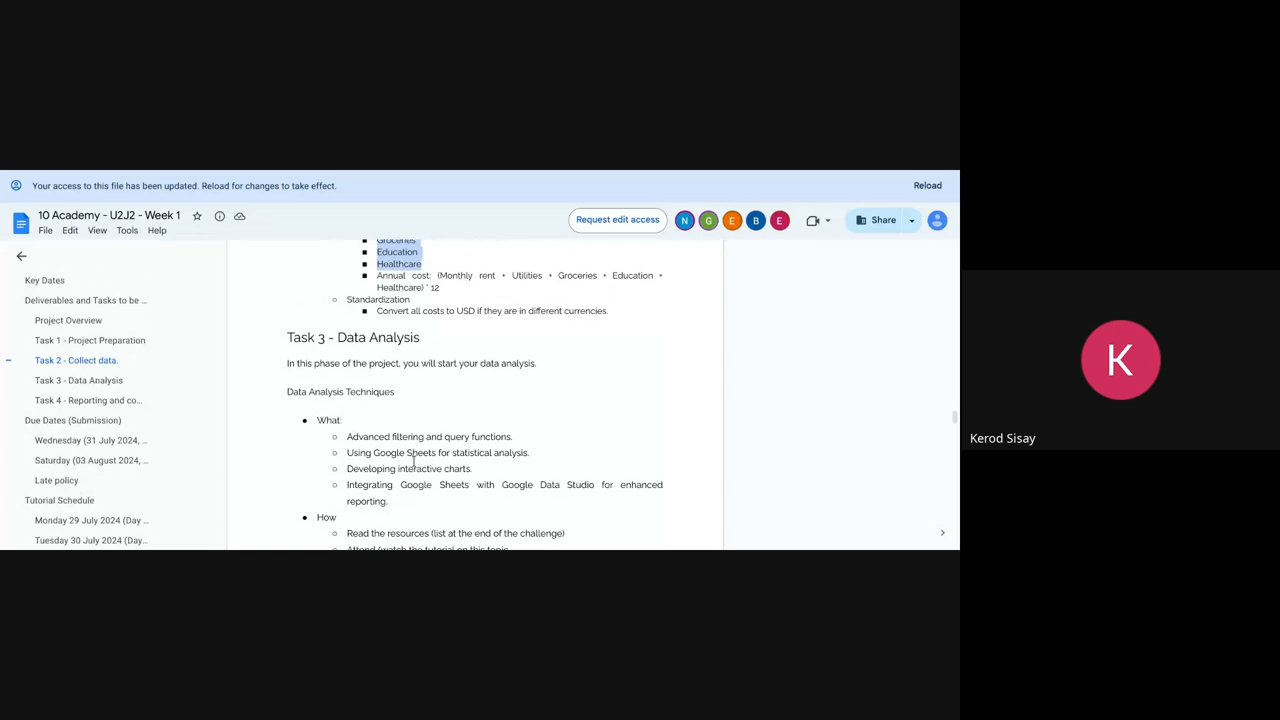 Your access to this file has been updated. Reload for changes to take effect.
Reload
10 Academy - U2J2 - Week 1
File Edit View Tools Help
Request edit access
N G E B E
Share
Key Dates
Deliverables and Tasks to be ...
Project Overview
Task 1 - Project Preparation
Task 2 - Collect data.
Task 3 - Data Analysis
Task 4 - Reporting and co...
Due Dates (Submission)
Wednesday (31 July 2024, ...
Saturday (03 August 2024, ...
Late policy
Tutorial Schedule
Monday 29 July 2024 (Day ...
Tuesday 30 July 2024 (Day...
Groceries
Education
Healthcare
Annual cost: (Monthly rent + Utilities + Groceries + Education +
Healthcare) * 12
Standardization
Convert all costs to USD if they are in different currencies.
Task 3 - Data Analysis
In this phase of the project, you will start your data analysis.
Data Analysis Techniques
What:
Advanced filtering and query functions.
Using Google Sheets for statistical analysis.
Developing interactive charts.
Integrating Google Sheets with Google Data Studio for enhanced
reporting.
How
Read the resources (list at the end of the challenge)
Attend/watch the tutorial on this topic
K
Kerod Sisay